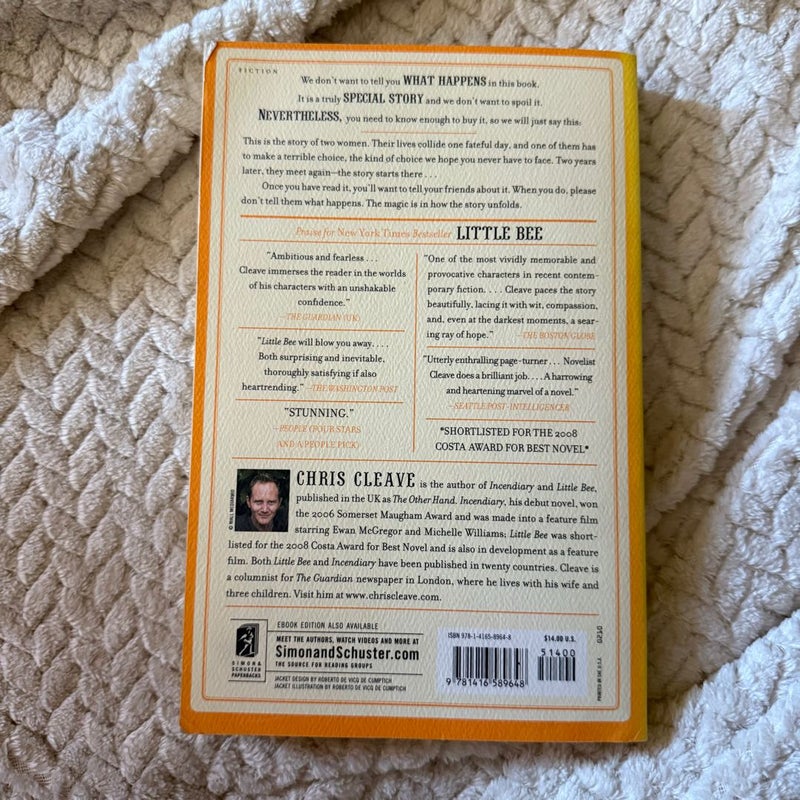 FICTION
We don't want to tell you WHAT HAPPENS in this book.
It is a truly SPECIAL STORY and we don't want to spoil it.
NEVERTHELESS, you need to know enough to buy it, so we will just say this:
This is the story of two women. Their lives collide one fateful day, and one of them has
to make a terrible choice, the kind of choice we hope you never have to face. Two years
later, they meet again—the story starts there . . .
Once you have read it, you'll want to tell your friends about it. When you do, please
don't tell them what happens. The magic is in how the story unfolds.
Praise for New York Times Bestseller LITTLE BEE
"Ambitious and fearless . . .
Cleave immerses the reader in the worlds
of his characters with an unshakable
confidence."
—THE GUARDIAN (UK)
"Little Bee will blow you away. . . .
Both surprising and inevitable,
thoroughly satisfying if also
heartrending." —THE WASHINGTON POST
"STUNNING."
—PEOPLE (FOUR STARS
AND A PEOPLE PICK)
"One of the most vividly memorable and
provocative characters in recent contem-
porary fiction. . . . Cleave paces the story
beautifully, lacing it with wit, compassion,
and, even at the darkest moments, a sear-
ing ray of hope." —THE BOSTON GLOBE
"Utterly enthralling page-turner . . . Novelist
Cleave does a brilliant job. . . . A harrowing
and heartening marvel of a novel."
—SEATTLE POST-INTELLIGENCER
*SHORTLISTED FOR THE 2008
COSTA AWARD FOR BEST NOVEL*
© NIALL MCDIARMID
CHRIS CLEAVE is the author of Incendiary and Little Bee,
published in the UK as The Other Hand. Incendiary, his debut novel, won
the 2006 Somerset Maugham Award and was made into a feature film
starring Ewan McGregor and Michelle Williams; Little Bee was short-
listed for the 2008 Costa Award for Best Novel and is also in development as a feature
film. Both Little Bee and Incendiary have been published in twenty countries. Cleave is
a columnist for The Guardian newspaper in London, where he lives with his wife and
three children. Visit him at www.chriscleave.com.
SIMON &
SCHUSTER
PAPERBACKS
EBOOK EDITION ALSO AVAILABLE
MEET THE AUTHORS, WATCH VIDEOS AND MORE AT
SimonandSchuster.com
THE SOURCE FOR READING GROUPS
JACKET DESIGN BY ROBERTO DE VICQ DE CUMPTICH
JACKET ILLUSTRATION BY ROBERTO DE VICQ DE CUMPTICH
ISBN 978-1-4165-8964-8
$14.00 U.S.
51400
9 781416 589648
0210
PRINTED IN THE U.S.A.